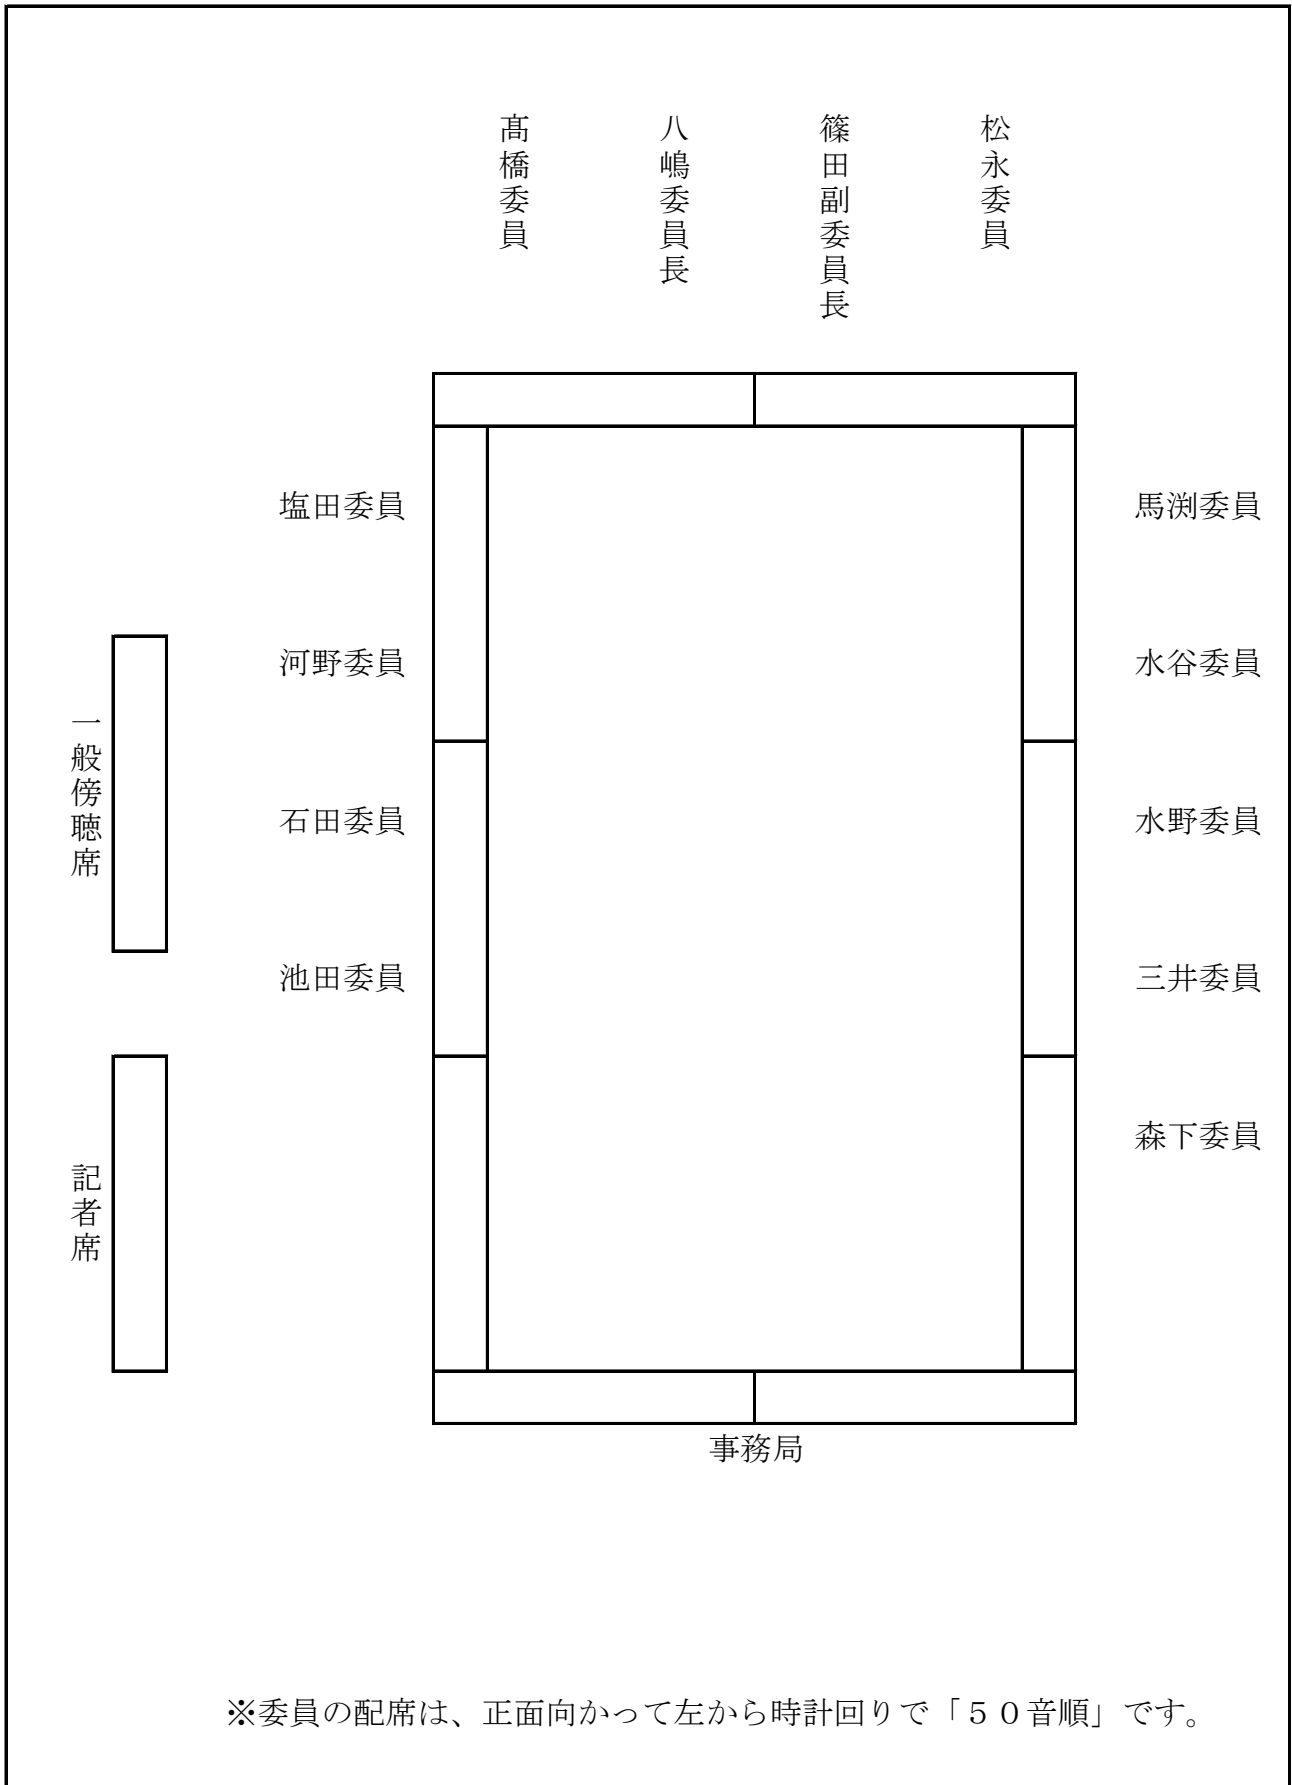 髙橋委員
八嶋委員長
篠田副委員長
松永委員
塩田委員
馬渕委員
河野委員
水谷委員
石田委員
水野委員
池田委員
三井委員
森下委員
一般傍聴席
記者席
事務局
※委員の配席は、正面向かって左から時計回りで「５０音順」です。